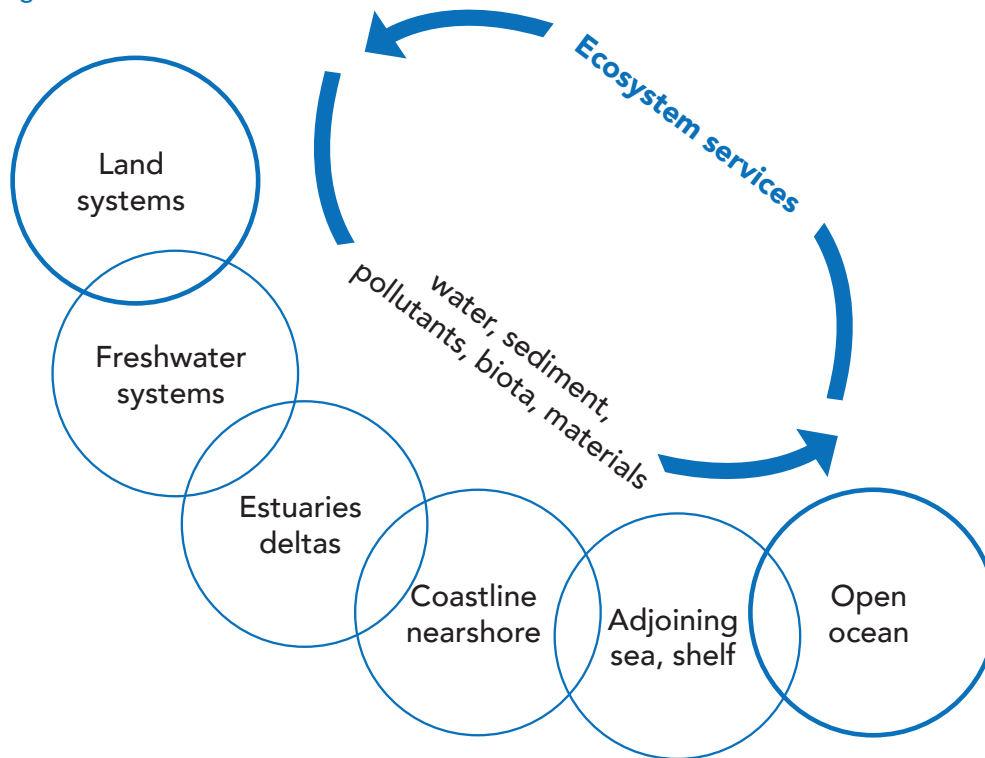 Ecosystem services
Land
systems
water, sediment,
pollutants, biota, materials
Freshwater
systems
Estuaries
deltas
Coastline
nearshore
Adjoining
sea, shelf
Open
ocean